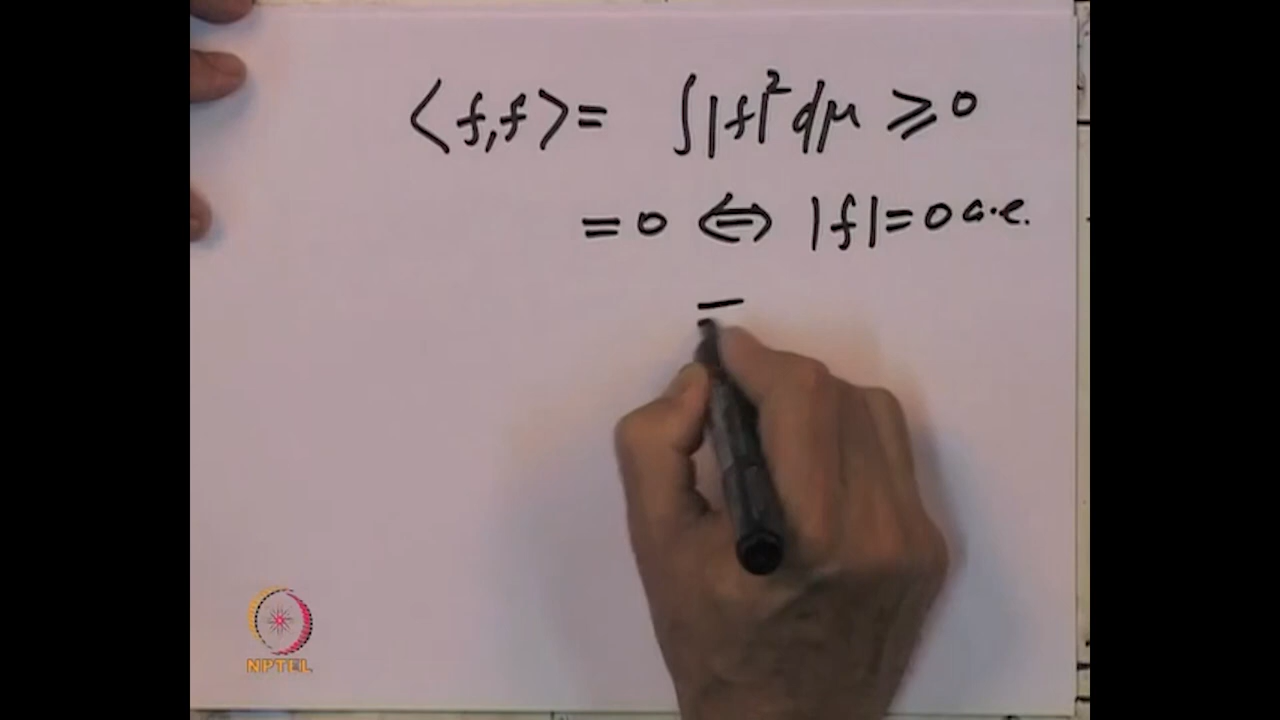 ⟨f,f⟩ = ∫|f|² dμ ⩾ 0
= 0 ⇔ |f| = 0 a.e.
NPTEL